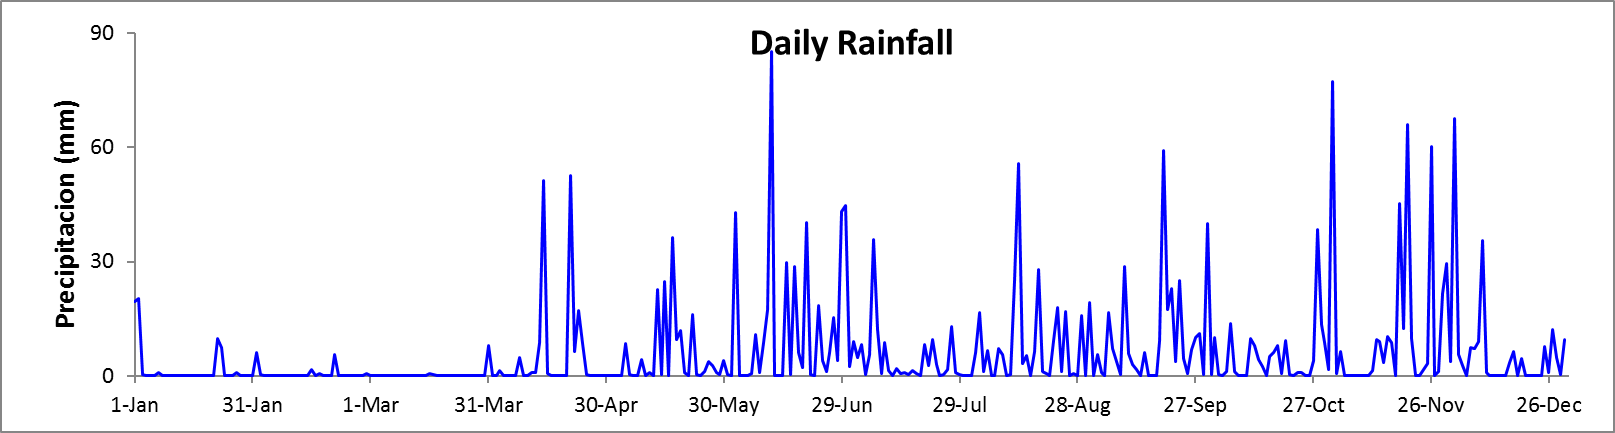 Daily Rainfall
Precipitacion (mm)
90
60
30
0
1-Jan 31-Jan 1-Mar 31-Mar 30-Apr 30-May 29-Jun 29-Jul 28-Aug 27-Sep 27-Oct 26-Nov 26-Dec